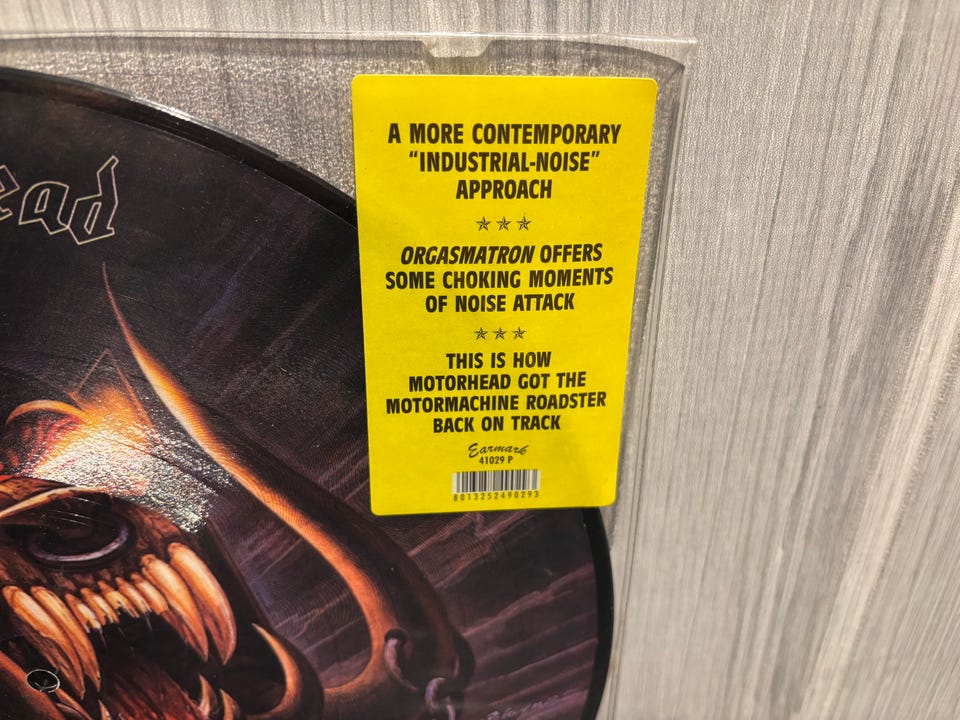 ead
A MORE CONTEMPORARY
“INDUSTRIAL-NOISE”
APPROACH
ORGASMATRON OFFERS
SOME CHOKING MOMENTS
OF NOISE ATTACK
THIS IS HOW
MOTORHEAD GOT THE
MOTORMACHINE ROADSTER
BACK ON TRACK
Earmark
41029 P
8013252490293